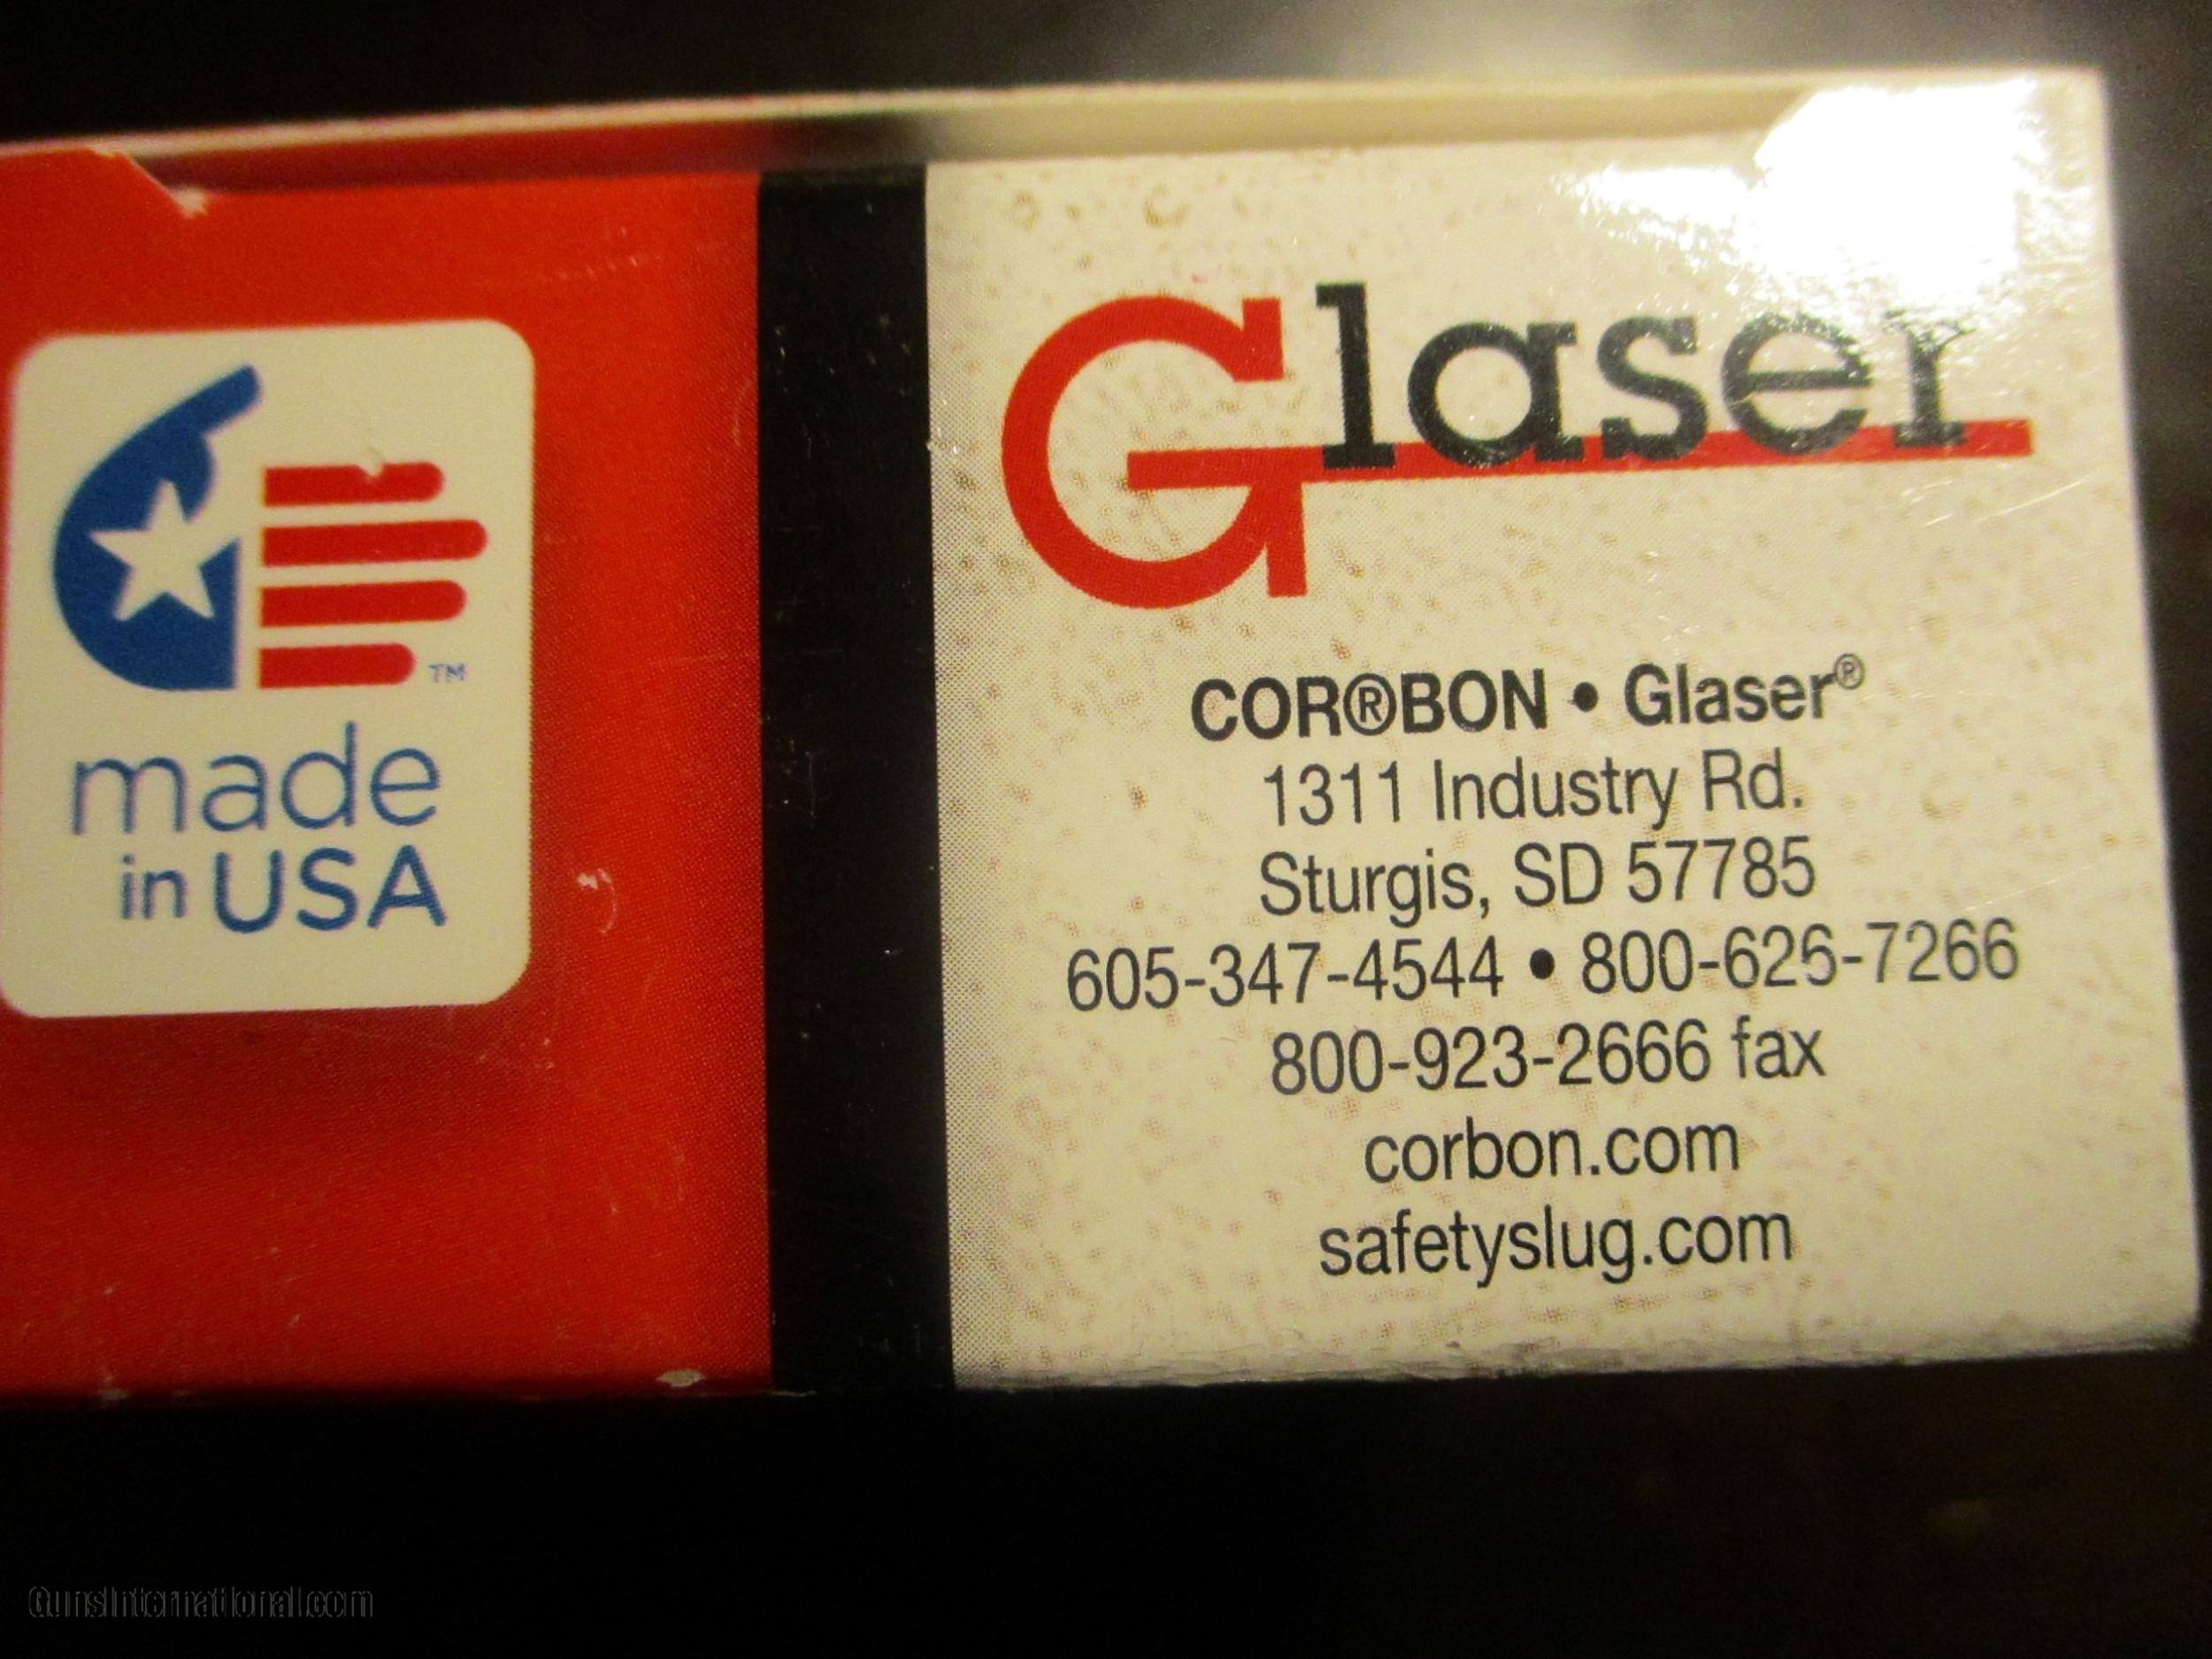 TM
made
in USA
Glaser
COR®BON • Glaser®
1311 Industry Rd.
Sturgis, SD 57785
605-347-4544 • 800-626-7266
800-923-2666 fax
corbon.com
safetyslug.com
GunsInternational.com